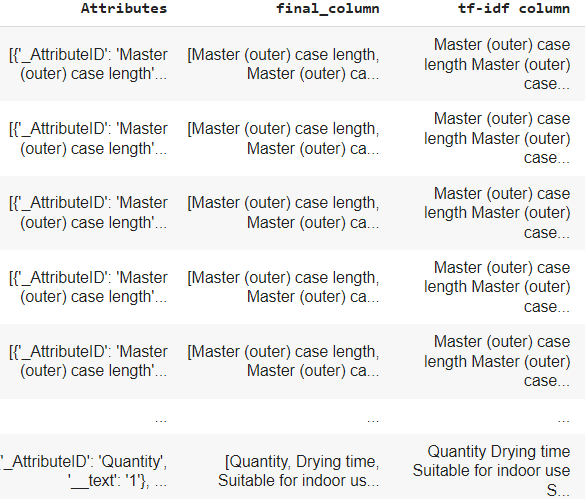 Attributes final_column tf-idf column
[{'_AttributeID': 'Master [Master (outer) case length, Master (outer) case
(outer) case length'... Master (outer) ca... length Master (outer)
case...
[{'_AttributeID': 'Master [Master (outer) case length, Master (outer) case
(outer) case length'... Master (outer) ca... length Master (outer)
case...
[{'_AttributeID': 'Master [Master (outer) case length, Master (outer) case
(outer) case length'... Master (outer) ca... length Master (outer)
case...
[{'_AttributeID': 'Master [Master (outer) case length, Master (outer) case
(outer) case length'... Master (outer) ca... length Master (outer)
case...
[{'_AttributeID': 'Master [Master (outer) case length, Master (outer) case
(outer) case length'... Master (outer) ca... length Master (outer)
case...
... ... ...
'_AttributeID': 'Quantity', [Quantity, Drying time, Quantity Drying time
'__text': '1'}, ... Suitable for indoor us... Suitable for indoor use
S...